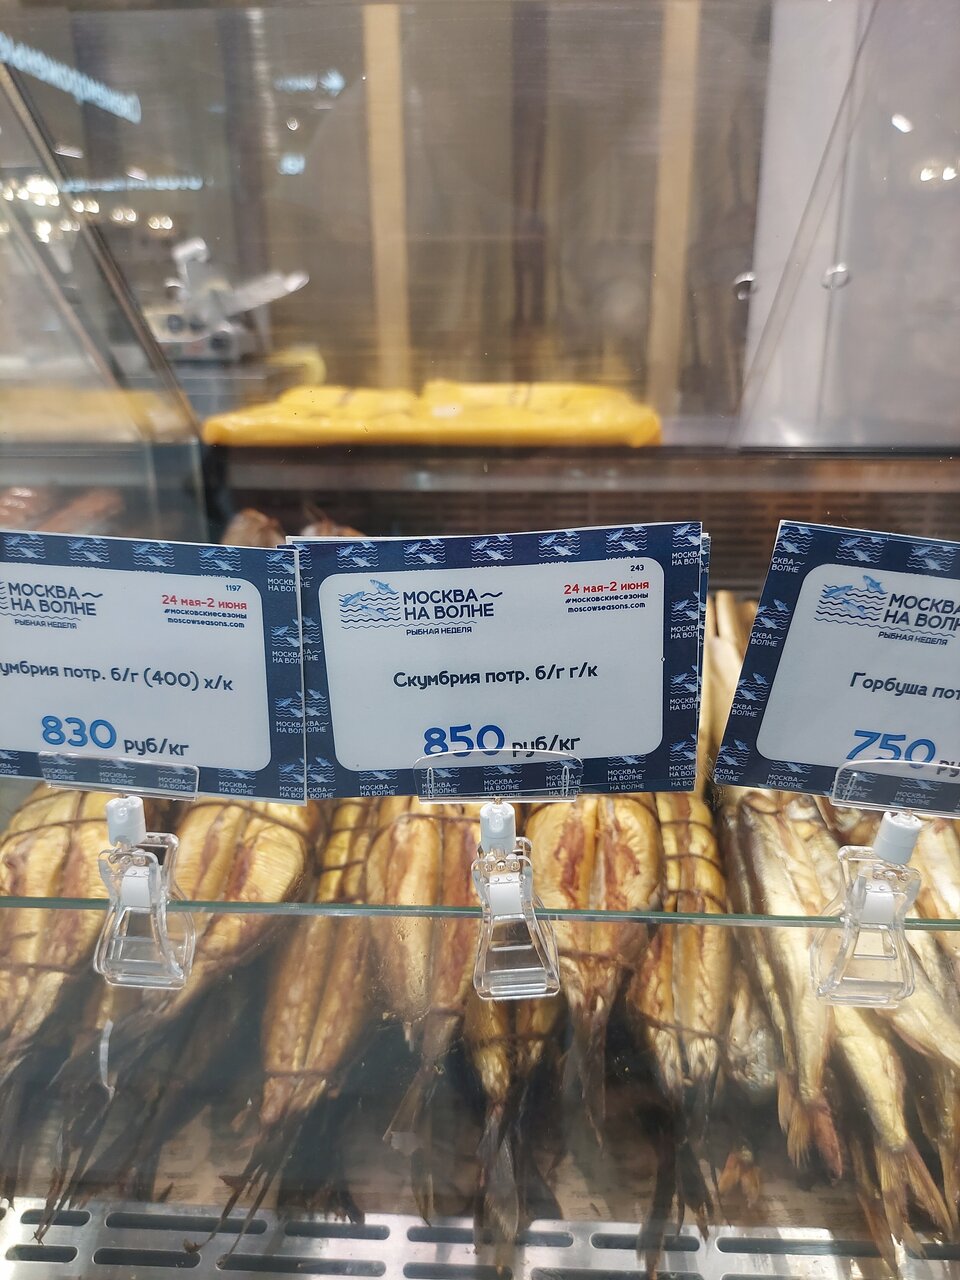 1197
МОСКВА
НА ВОЛНЕ
РЫБНАЯ НЕДЕЛЯ
24 мая-2 июня
#московскиесезоны
moscowseasons.com
умбрия потр. б/г (400) х/к
830 руб/кг
243
МОСКВА
НА ВОЛНЕ
РЫБНАЯ НЕДЕЛЯ
24 мая-2 июня
#московскиесезоны
moscowseasons.com
Скумбрия потр. б/г г/к
850 руб/кг
МОСКВА
НА ВОЛН
РЫБНАЯ НЕДЕЛЯ
Горбуша пот
750 ру